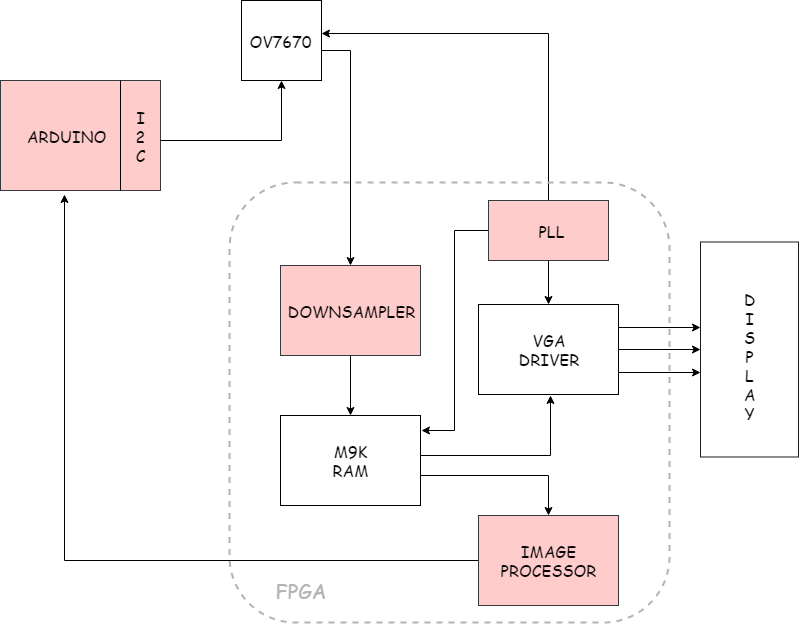 OV7670
ARDUINO
I
2
C
PLL
DOWNSAMPLER
VGA
DRIVER
D
I
S
P
L
A
Y
M9K
RAM
IMAGE
PROCESSOR
FPGA